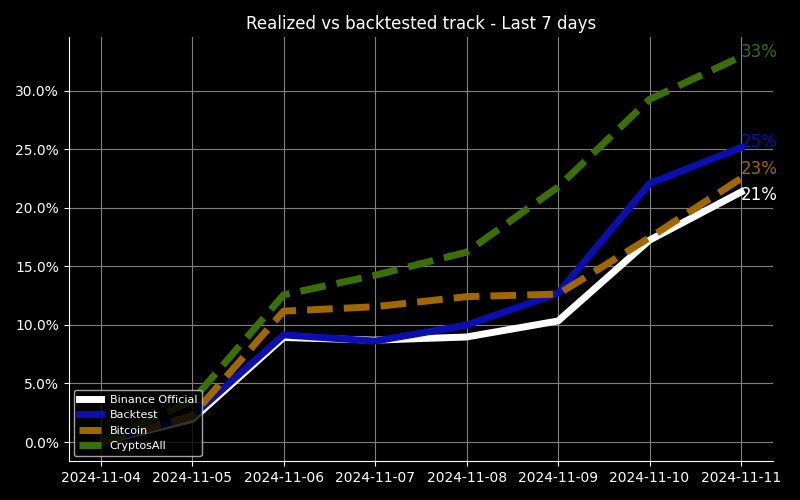 Realized vs backtested track - Last 7 days
33%
30.0%
25.0%
25%
23%
20.0%
21%
15.0%
10.0%
5.0%
0.0%
Binance Official
Backtest
Bitcoin
CryptosAll
2024-11-04 2024-11-05 2024-11-06 2024-11-07 2024-11-08 2024-11-09 2024-11-10 2024-11-11